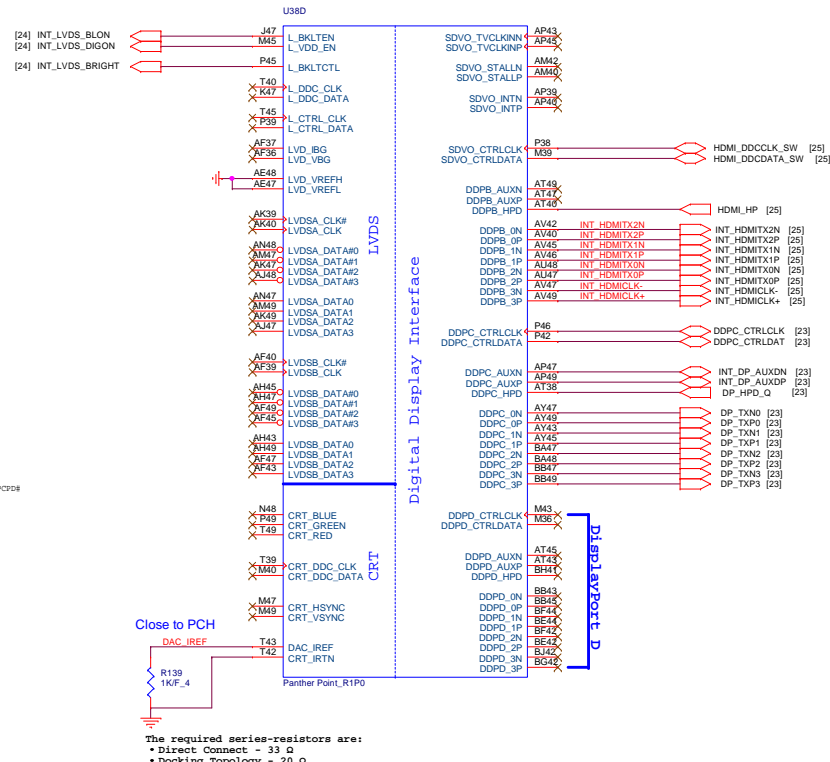 U38D
[24] INT_LVDS_BLON J47 L_BKLTEN
[24] INT_LVDS_DIGON M45 L_VDD_EN
[24] INT_LVDS_BRIGHT P45 L_BKLTCTL
T40 L_DDC_CLK
K47 L_DDC_DATA
T45 L_CTRL_CLK
P39 L_CTRL_DATA
AF37 LVD_IBG
AF36 LVD_VBG
AE48 LVD_VREFH
AE47 LVD_VREFL
AK39 LVDSA_CLK#
AK40 LVDSA_CLK
AN48 LVDSA_DATA#0
AM47 LVDSA_DATA#1
AK47 LVDSA_DATA#2
AJ48 LVDSA_DATA#3
AN47 LVDSA_DATA0
AM49 LVDSA_DATA1
AK49 LVDSA_DATA2
AJ47 LVDSA_DATA3
AF40 LVDSB_CLK#
AF39 LVDSB_CLK
AH45 LVDSB_DATA#0
AH47 LVDSB_DATA#1
AF49 LVDSB_DATA#2
AF45 LVDSB_DATA#3
AH43 LVDSB_DATA0
AH49 LVDSB_DATA1
AF47 LVDSB_DATA2
AF43 LVDSB_DATA3
LVDS
N48 CRT_BLUE
P49 CRT_GREEN
T49 CRT_RED
T39 CRT_DDC_CLK
M40 CRT_DDC_DATA
M47 CRT_HSYNC
M49 CRT_VSYNC
CRT
Close to PCH
DAC_IREF T43 DAC_IREF
T42 CRT_IRTN
R139
1K/F_4
Panther Point_R1P0
Digital Display Interface
SDVO_TVCLKINN AP43
SDVO_TVCLKINP AP45
SDVO_STALLN AM42
SDVO_STALLP AM40
SDVO_INTN AP39
SDVO_INTP AP40
SDVO_CTRLCLK P38 HDMI_DDCCLK_SW [25]
SDVO_CTRLDATA M39 HDMI_DDCDATA_SW [25]
DDPB_AUXN AT49
DDPB_AUXP AT47
DDPB_HPD AT40 HDMI_HP [25]
DDPB_0N AV42 INT_HDMITX2N INT_HDMITX2N [25]
DDPB_0P AV40 INT_HDMITX2P INT_HDMITX2P [25]
DDPB_1N AV45 INT_HDMITX1N INT_HDMITX1N [25]
DDPB_1P AV46 INT_HDMITX1P INT_HDMITX1P [25]
DDPB_2N AU48 INT_HDMITX0N INT_HDMITX0N [25]
DDPB_2P AU47 INT_HDMITX0P INT_HDMITX0P [25]
DDPB_3N AV47 INT_HDMICLK- INT_HDMICLK- [25]
DDPB_3P AV49 INT_HDMICLK+ INT_HDMICLK+ [25]
DDPC_CTRLCLK P46 DDPC_CTRLCLK [23]
DDPC_CTRLDATA P42 DDPC_CTRLDAT [23]
DDPC_AUXN AP47 INT_DP_AUXDN [23]
DDPC_AUXP AP49 INT_DP_AUXDP [23]
DDPC_HPD AT38 DP_HPD_Q [23]
DDPC_0N AY47 DP_TXN0 [23]
DDPC_0P AY49 DP_TXP0 [23]
DDPC_1N AY43 DP_TXN1 [23]
DDPC_1P AY45 DP_TXP1 [23]
DDPC_2N BA47 DP_TXN2 [23]
DDPC_2P BA48 DP_TXP2 [23]
DDPC_3N BB47 DP_TXN3 [23]
DDPC_3P BB49 DP_TXP3 [23]
DDPD_CTRLCLK M43
DDPD_CTRLDATA M36
DDPD_AUXN AT45
DDPD_AUXP AT43
DDPD_HPD BH41
DDPD_0N BB43
DDPD_0P BB45
DDPD_1N BF44
DDPD_1P BE44
DDPD_2N BF42
DDPD_2P BE42
DDPD_3N BJ42
DDPD_3P BG42
DisplayPort D
The required series-resistors are:
• Direct Connect - 33 Ω
• Docking Topology - 20 Ω